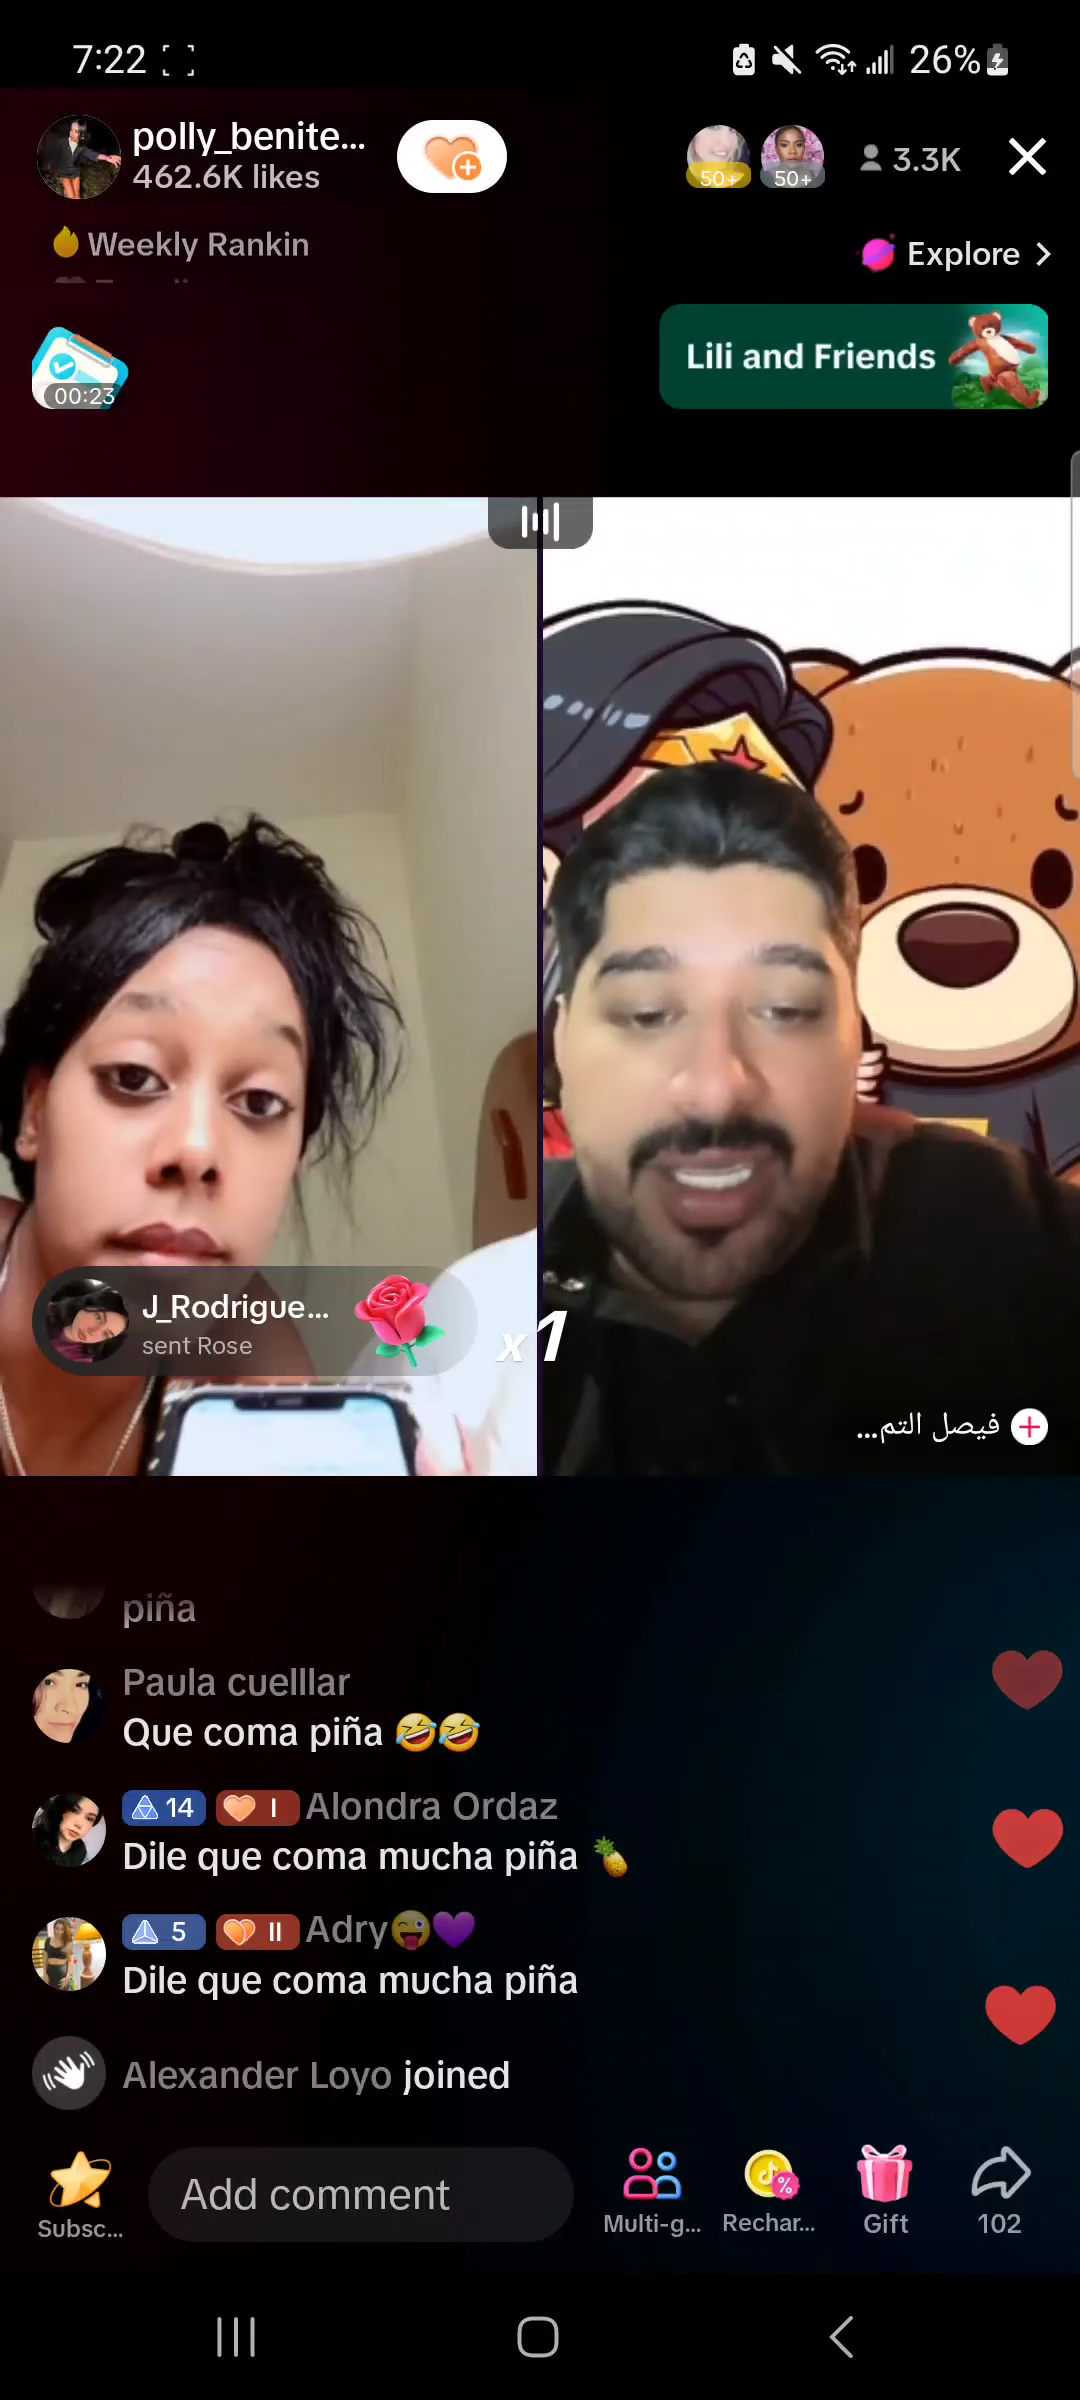 7:22
26%
polly_benite...
462.6K likes
50+
50+
3.3K
Weekly Rankin
Explore
00:23
Lili and Friends
J_Rodrigue...
sent Rose
x1
فيصل التم...
piña
Paula cuelllar
Que coma piña 🤣🤣
14 I Alondra Ordaz
Dile que coma mucha piña 🍍
5 II Adry😜💜
Dile que coma mucha piña
Alexander Loyo joined
Subsc...
Add comment
Multi-g...
Rechar...
Gift
102